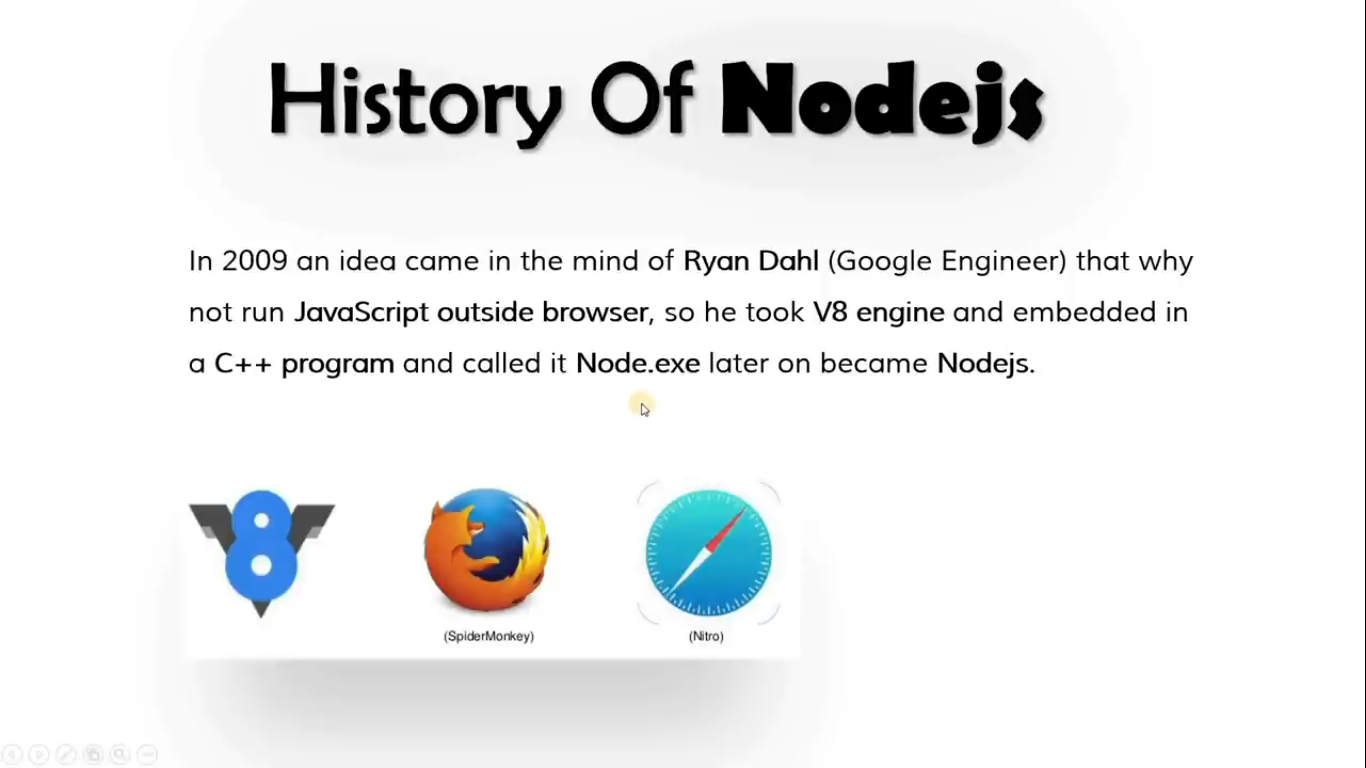 History Of Nodejs
In 2009 an idea came in the mind of Ryan Dahl (Google Engineer) that why
not run JavaScript outside browser, so he took V8 engine and embedded in
a C++ program and called it Node.exe later on became Nodejs.
8
(SpiderMonkey)
(Nitro)